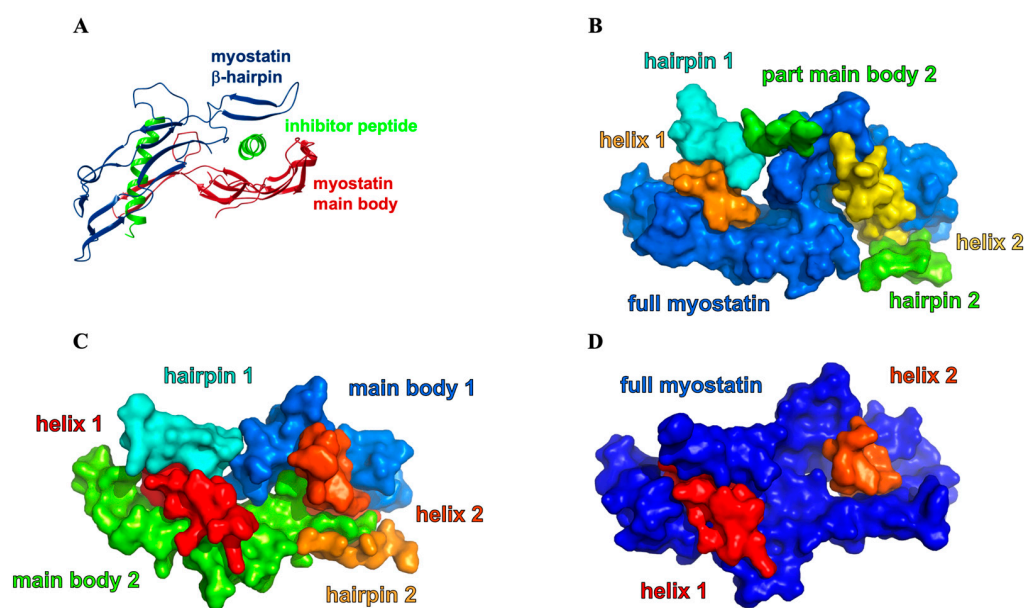 A
myostatin
β-hairpin
inhibitor peptide
myostatin
main body
B
hairpin 1
part main body 2
helix 1
helix 2
full myostatin
hairpin 2
C
hairpin 1
main body 1
helix 1
helix 2
main body 2
hairpin 2
D
full myostatin
helix 2
helix 1